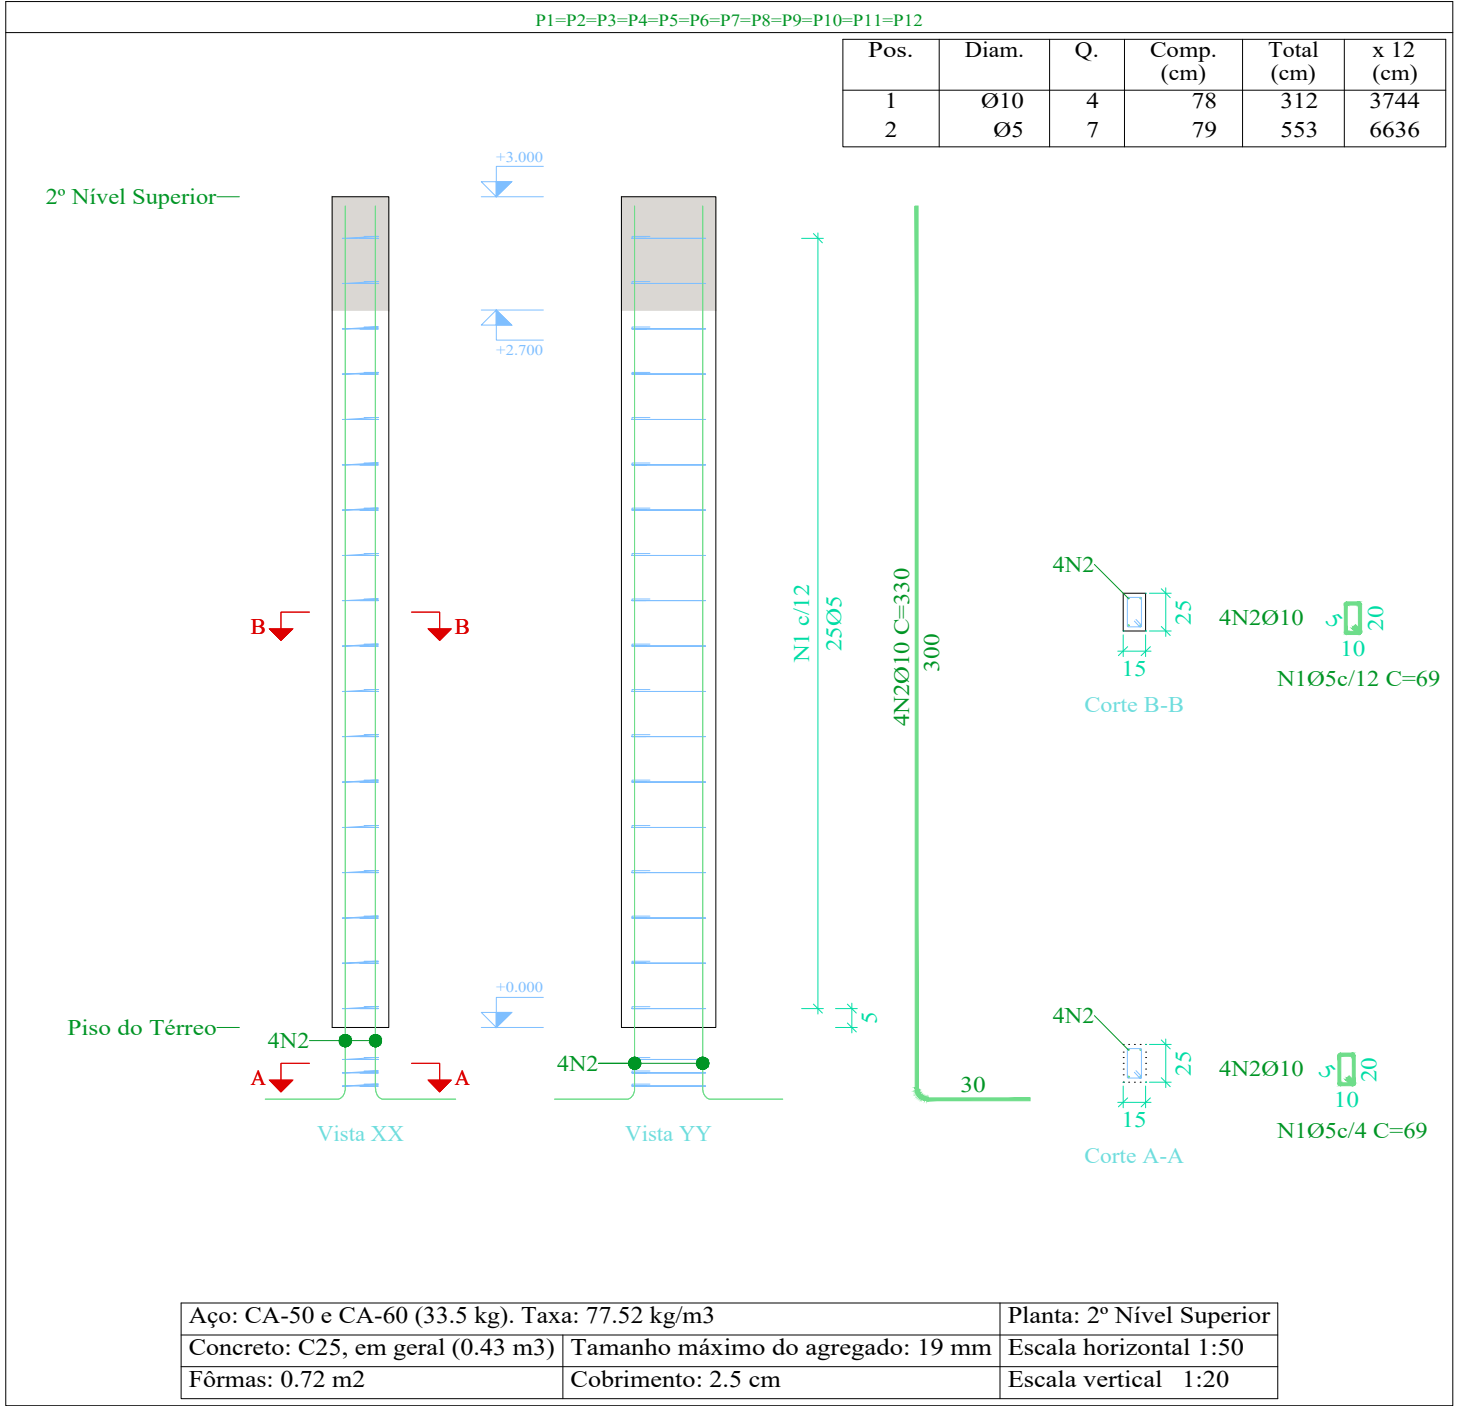 P1=P2=P3=P4=P5=P6=P7=P8=P9=P10=P11=P12
Pos. Diam. Q. Comp. (cm) Total (cm) x 12 (cm)
1 Ø10 4 78 312 3744
2 Ø5 7 79 553 6636
2º Nível Superior
+3.000
+2.700
B B
N1 c/12
25Ø5
4N2Ø10 C=330
300
4N2
25
15
Corte B-B
4N2Ø10
5
20
10
N1Ø5c/12 C=69
+0.000
Piso do Térreo
5
4N2
4N2
A A
30
Vista XX
Vista YY
4N2
25
15
Corte A-A
4N2Ø10
5
20
10
N1Ø5c/4 C=69
Aço: CA-50 e CA-60 (33.5 kg). Taxa: 77.52 kg/m3 Planta: 2º Nível Superior
Concreto: C25, em geral (0.43 m3) Tamanho máximo do agregado: 19 mm Escala horizontal 1:50
Fôrmas: 0.72 m2 Cobrimento: 2.5 cm Escala vertical 1:20